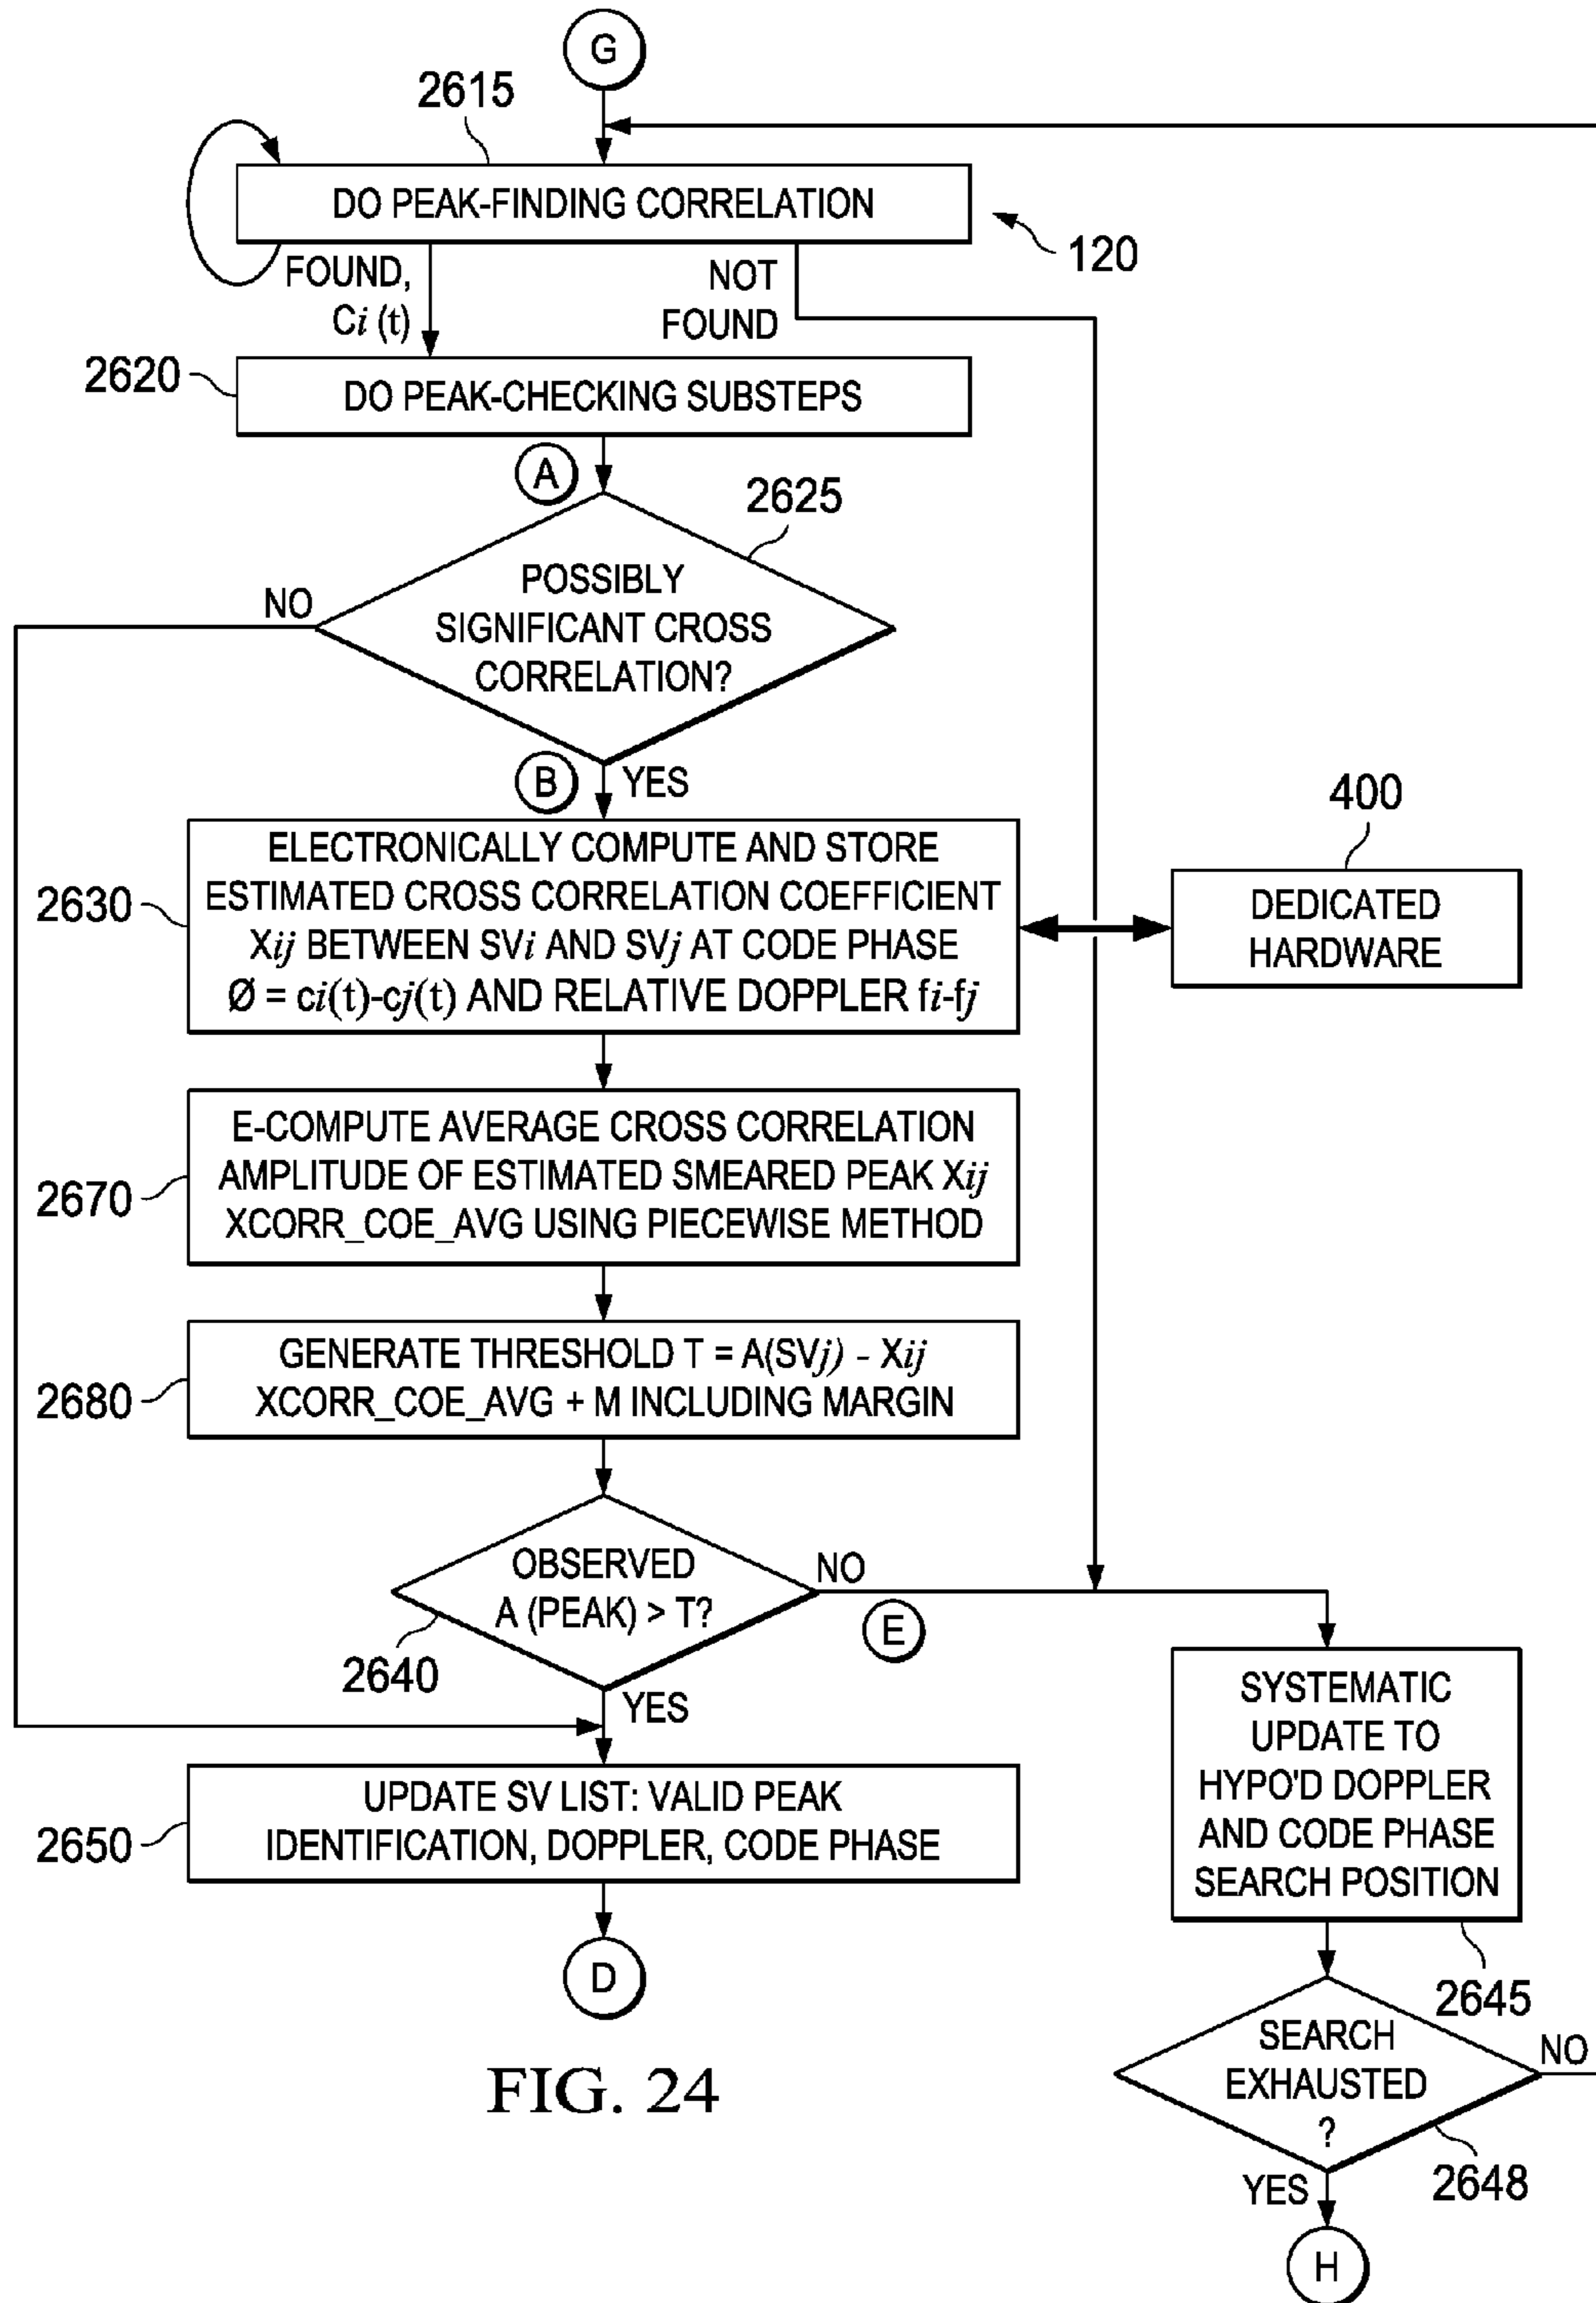 G
2615
DO PEAK-FINDING CORRELATION
120
FOUND,
Ci (t)
NOT
FOUND
2620
DO PEAK-CHECKING SUBSTEPS
A
2625
POSSIBLY
SIGNIFICANT CROSS
CORRELATION?
NO
B
YES
2630
ELECTRONICALLY COMPUTE AND STORE
ESTIMATED CROSS CORRELATION COEFFICIENT
Xij BETWEEN SVi AND SVj AT CODE PHASE
Ø = ci(t)-cj(t) AND RELATIVE DOPPLER fi-fj
400
DEDICATED
HARDWARE
2670
E-COMPUTE AVERAGE CROSS CORRELATION
AMPLITUDE OF ESTIMATED SMEARED PEAK Xij
XCORR_COE_AVG USING PIECEWISE METHOD
2680
GENERATE THRESHOLD T = A(SVj) - Xij
XCORR_COE_AVG + M INCLUDING MARGIN
OBSERVED
A (PEAK) > T?
2640
NO
E
YES
2650
UPDATE SV LIST: VALID PEAK
IDENTIFICATION, DOPPLER, CODE PHASE
D
SYSTEMATIC
UPDATE TO
HYPO'D DOPPLER
AND CODE PHASE
SEARCH POSITION
2645
SEARCH
EXHAUSTED
?
NO
2648
YES
H
FIG. 24